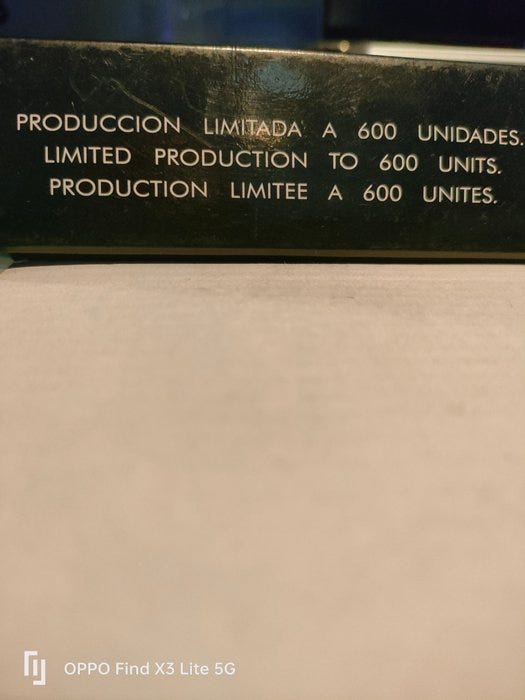 PRODUCCION LIMITADA A 600 UNIDADES.
LIMITED PRODUCTION TO 600 UNITS.
PRODUCTION LIMITEE A 600 UNITES.
OPPO Find X3 Lite 5G